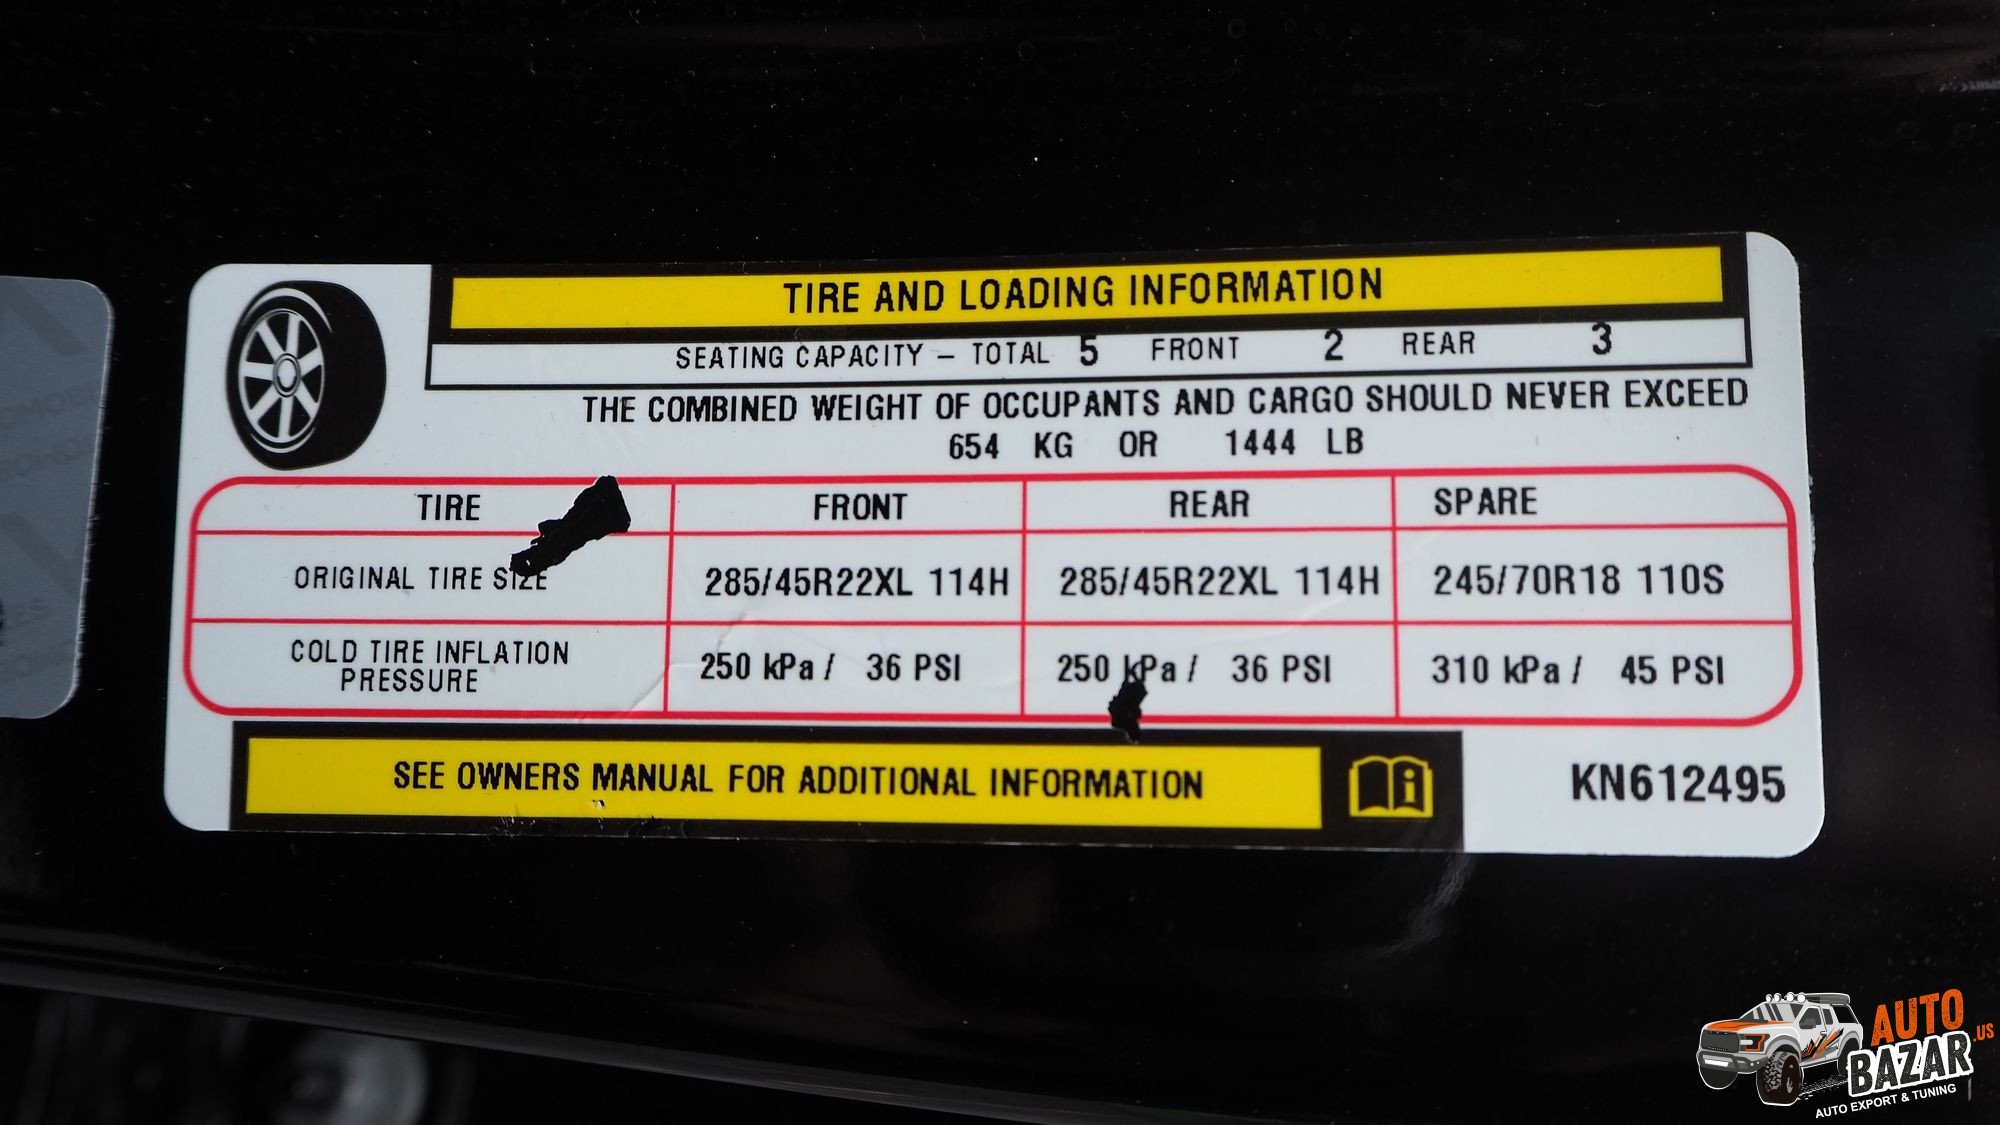 TIRE AND LOADING INFORMATION
SEATING CAPACITY – TOTAL 5 FRONT 2 REAR 3
THE COMBINED WEIGHT OF OCCUPANTS AND CARGO SHOULD NEVER EXCEED
654 KG OR 1444 LB
TIRE FRONT REAR SPARE
ORIGINAL TIRE SIZE 285/45R22XL 114H 285/45R22XL 114H 245/70R18 110S
COLD TIRE INFLATION
PRESSURE 250 kPa / 36 PSI 250 kPa / 36 PSI 310 kPa / 45 PSI
SEE OWNERS MANUAL FOR ADDITIONAL INFORMATION
KN612495
AUTO
BAZAR.US
AUTO EXPORT & TUNING